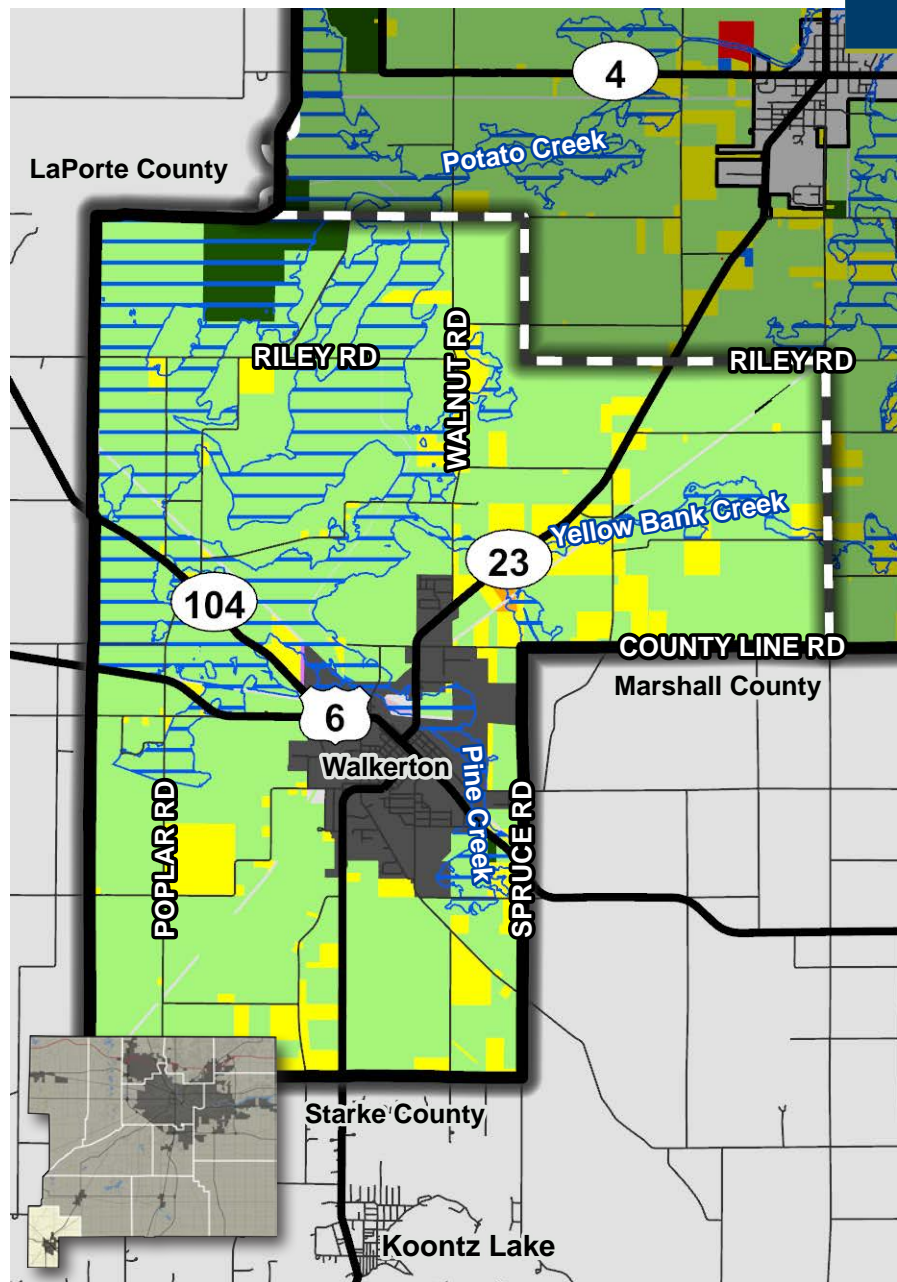 4
Potato Creek
LaPorte County
WALNUT RD
RILEY RD
RILEY RD
Yellow Bank Creek
23
104
COUNTY LINE RD
Marshall County
6
Walkerton
Pine Creek
POPLAR RD
SPRUCE RD
Starke County
Koontz Lake